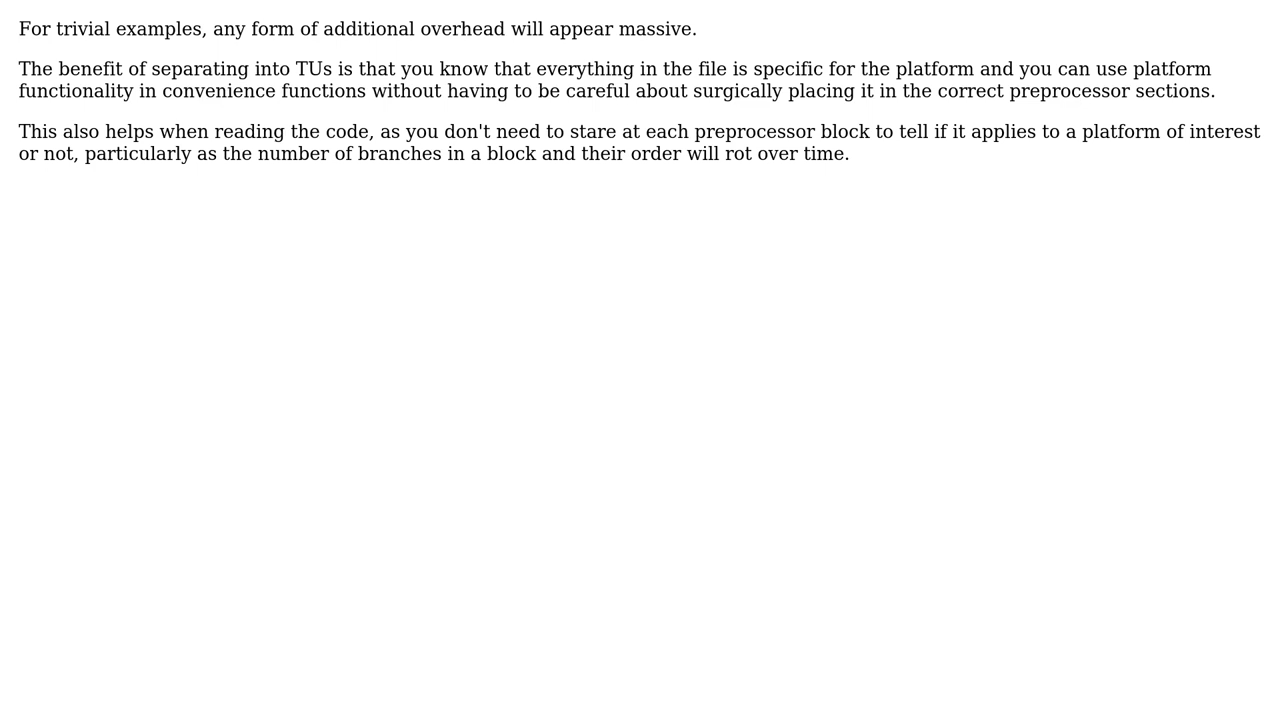 For trivial examples, any form of additional overhead will appear massive.
The benefit of separating into TUs is that you know that everything in the file is specific for the platform and you can use platform
functionality in convenience functions without having to be careful about surgically placing it in the correct preprocessor sections.
This also helps when reading the code, as you don't need to stare at each preprocessor block to tell if it applies to a platform of interest
or not, particularly as the number of branches in a block and their order will rot over time.